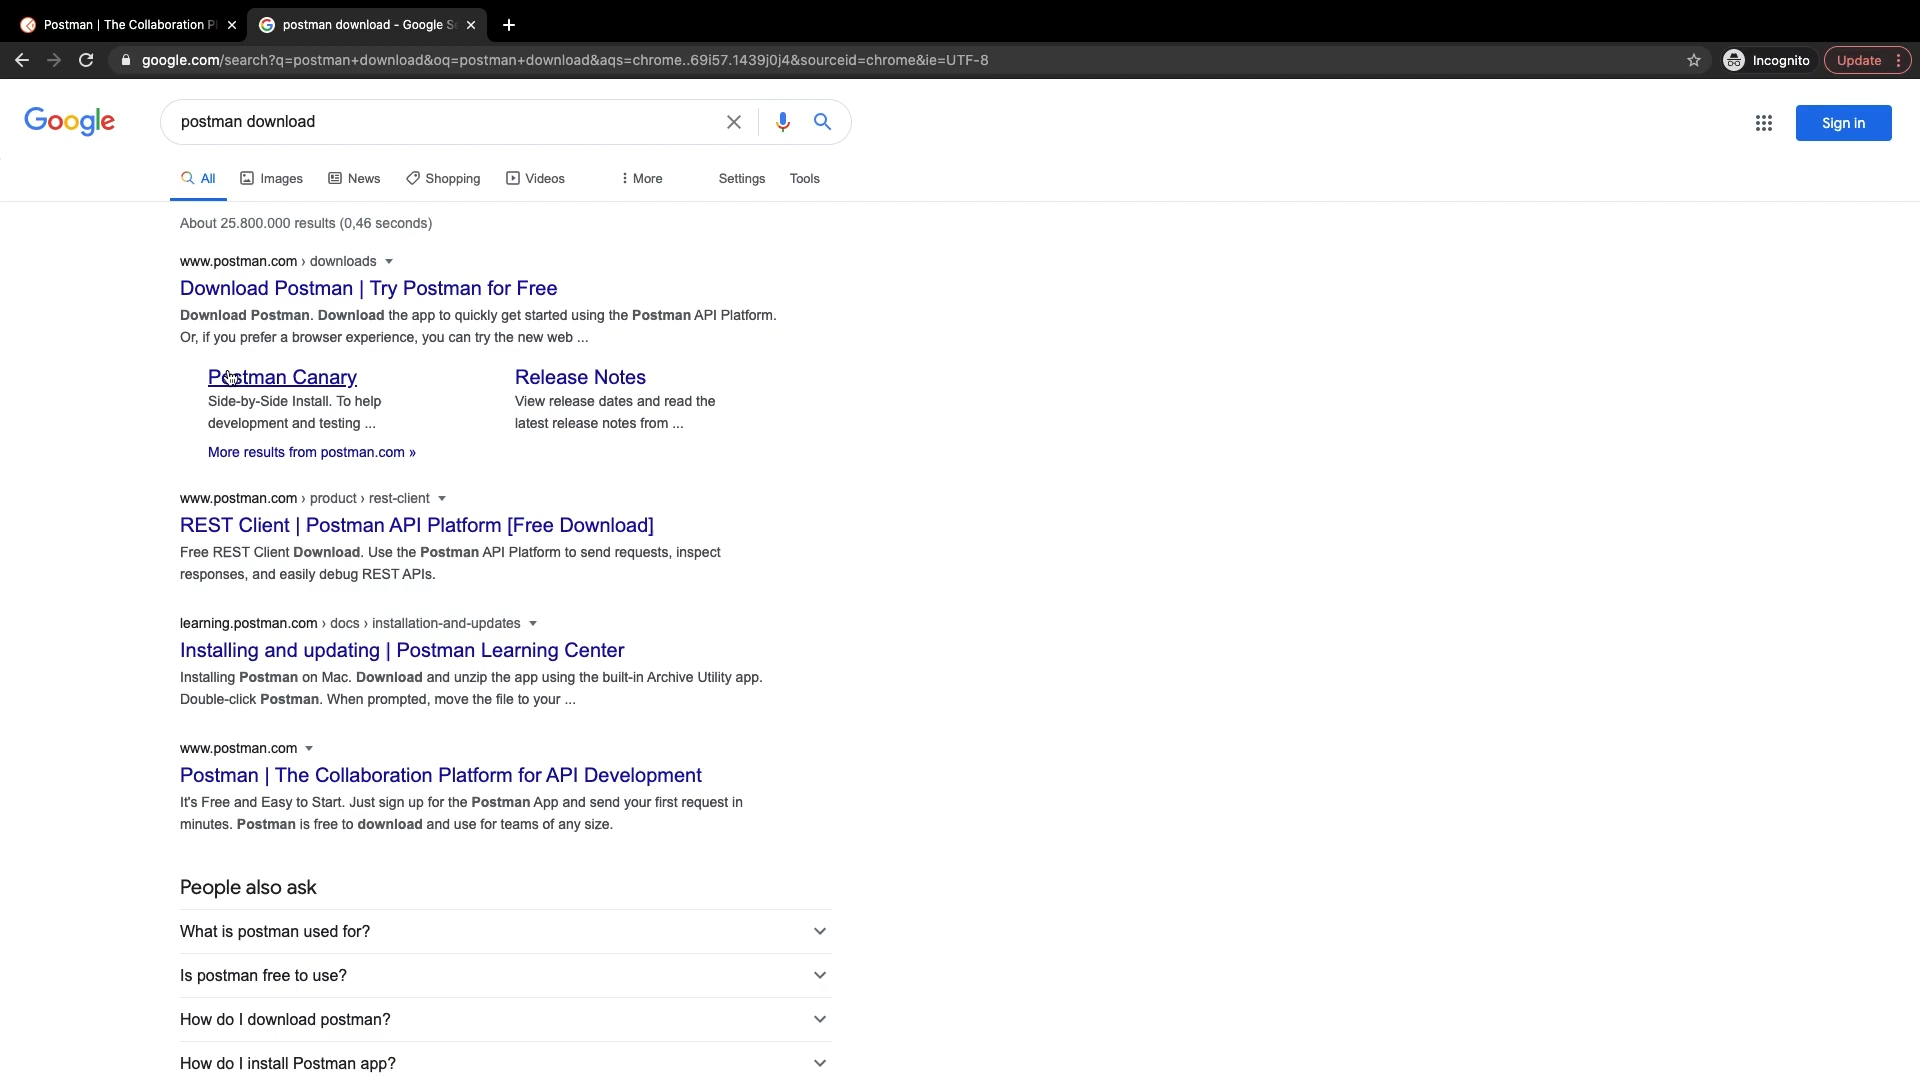 Postman | The Collaboration Pl
postman download - Google Se
google.com/search?q=postman+download&oq=postman+download&aqs=chrome..69i57.1439j0j4&sourceid=chrome&ie=UTF-8
Incognito
Update
Google
postman download
Sign in
All
Images
News
Shopping
Videos
More
Settings
Tools
About 25.800.000 results (0,46 seconds)
www.postman.com › downloads
Download Postman | Try Postman for Free
Download Postman. Download the app to quickly get started using the Postman API Platform.
Or, if you prefer a browser experience, you can try the new web ...
Postman Canary
Side-by-Side Install. To help
development and testing ...
Release Notes
View release dates and read the
latest release notes from ...
More results from postman.com »
www.postman.com › product › rest-client
REST Client | Postman API Platform [Free Download]
Free REST Client Download. Use the Postman API Platform to send requests, inspect
responses, and easily debug REST APIs.
learning.postman.com › docs › installation-and-updates
Installing and updating | Postman Learning Center
Installing Postman on Mac. Download and unzip the app using the built-in Archive Utility app.
Double-click Postman. When prompted, move the file to your ...
www.postman.com
Postman | The Collaboration Platform for API Development
It's Free and Easy to Start. Just sign up for the Postman App and send your first request in
minutes. Postman is free to download and use for teams of any size.
People also ask
What is postman used for?
Is postman free to use?
How do I download postman?
How do I install Postman app?